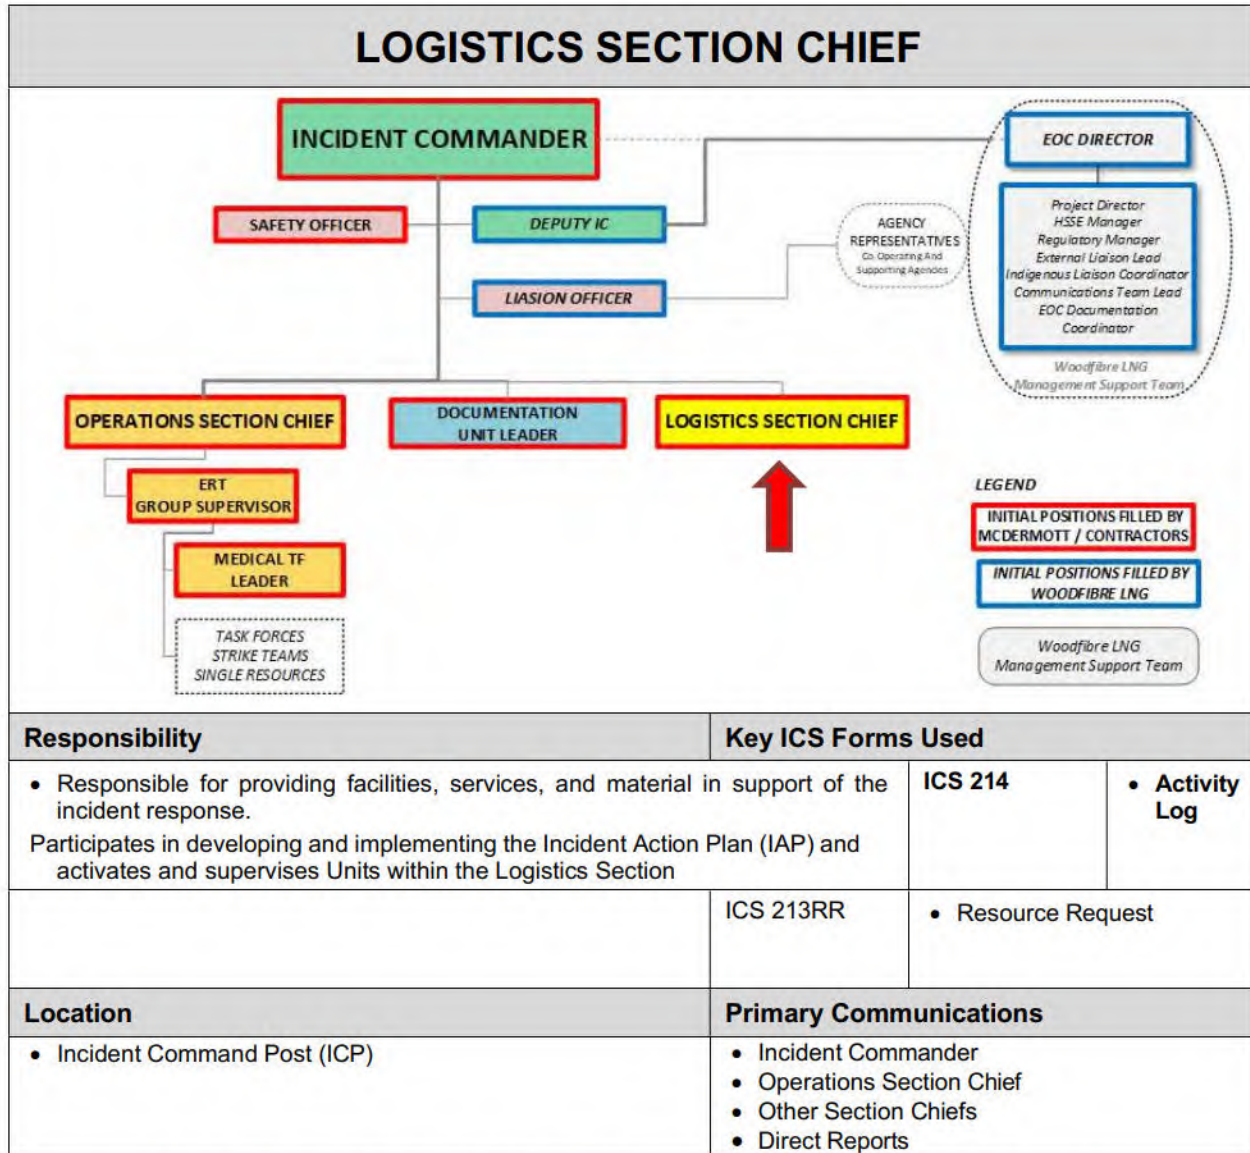 LOGISTICS SECTION CHIEF
INCIDENT COMMANDER
EOC DIRECTOR
SAFETY OFFICER
DEPUTY IC
LIASION OFFICER
AGENCY
REPRESENTATIVES
Co Operating And
Supporting Agencies
Project Director
HSSE Manager
Regulatory Manager
External Liaison Lead
Indigenous Liaison Coordinator
Communications Team Lead
EOC Documentation
Coordinator
Woodfibre LNG
Management Support Team
OPERATIONS SECTION CHIEF
DOCUMENTATION
UNIT LEADER
LOGISTICS SECTION CHIEF
ERT
GROUP SUPERVISOR
MEDICAL TF
LEADER
TASK FORCES
STRIKE TEAMS
SINGLE RESOURCES
LEGEND
INITIAL POSITIONS FILLED BY
MCDERMOTT / CONTRACTORS
INITIAL POSITIONS FILLED BY
WOODFIBRE LNG
Woodfibre LNG
Management Support Team
Responsibility
Key ICS Forms Used
• Responsible for providing facilities, services, and material in support of the
incident response.
Participates in developing and implementing the Incident Action Plan (IAP) and
activates and supervises Units within the Logistics Section
ICS 214
• Activity
Log
ICS 213RR
• Resource Request
Location
Primary Communications
• Incident Command Post (ICP)
• Incident Commander
• Operations Section Chief
• Other Section Chiefs
• Direct Reports